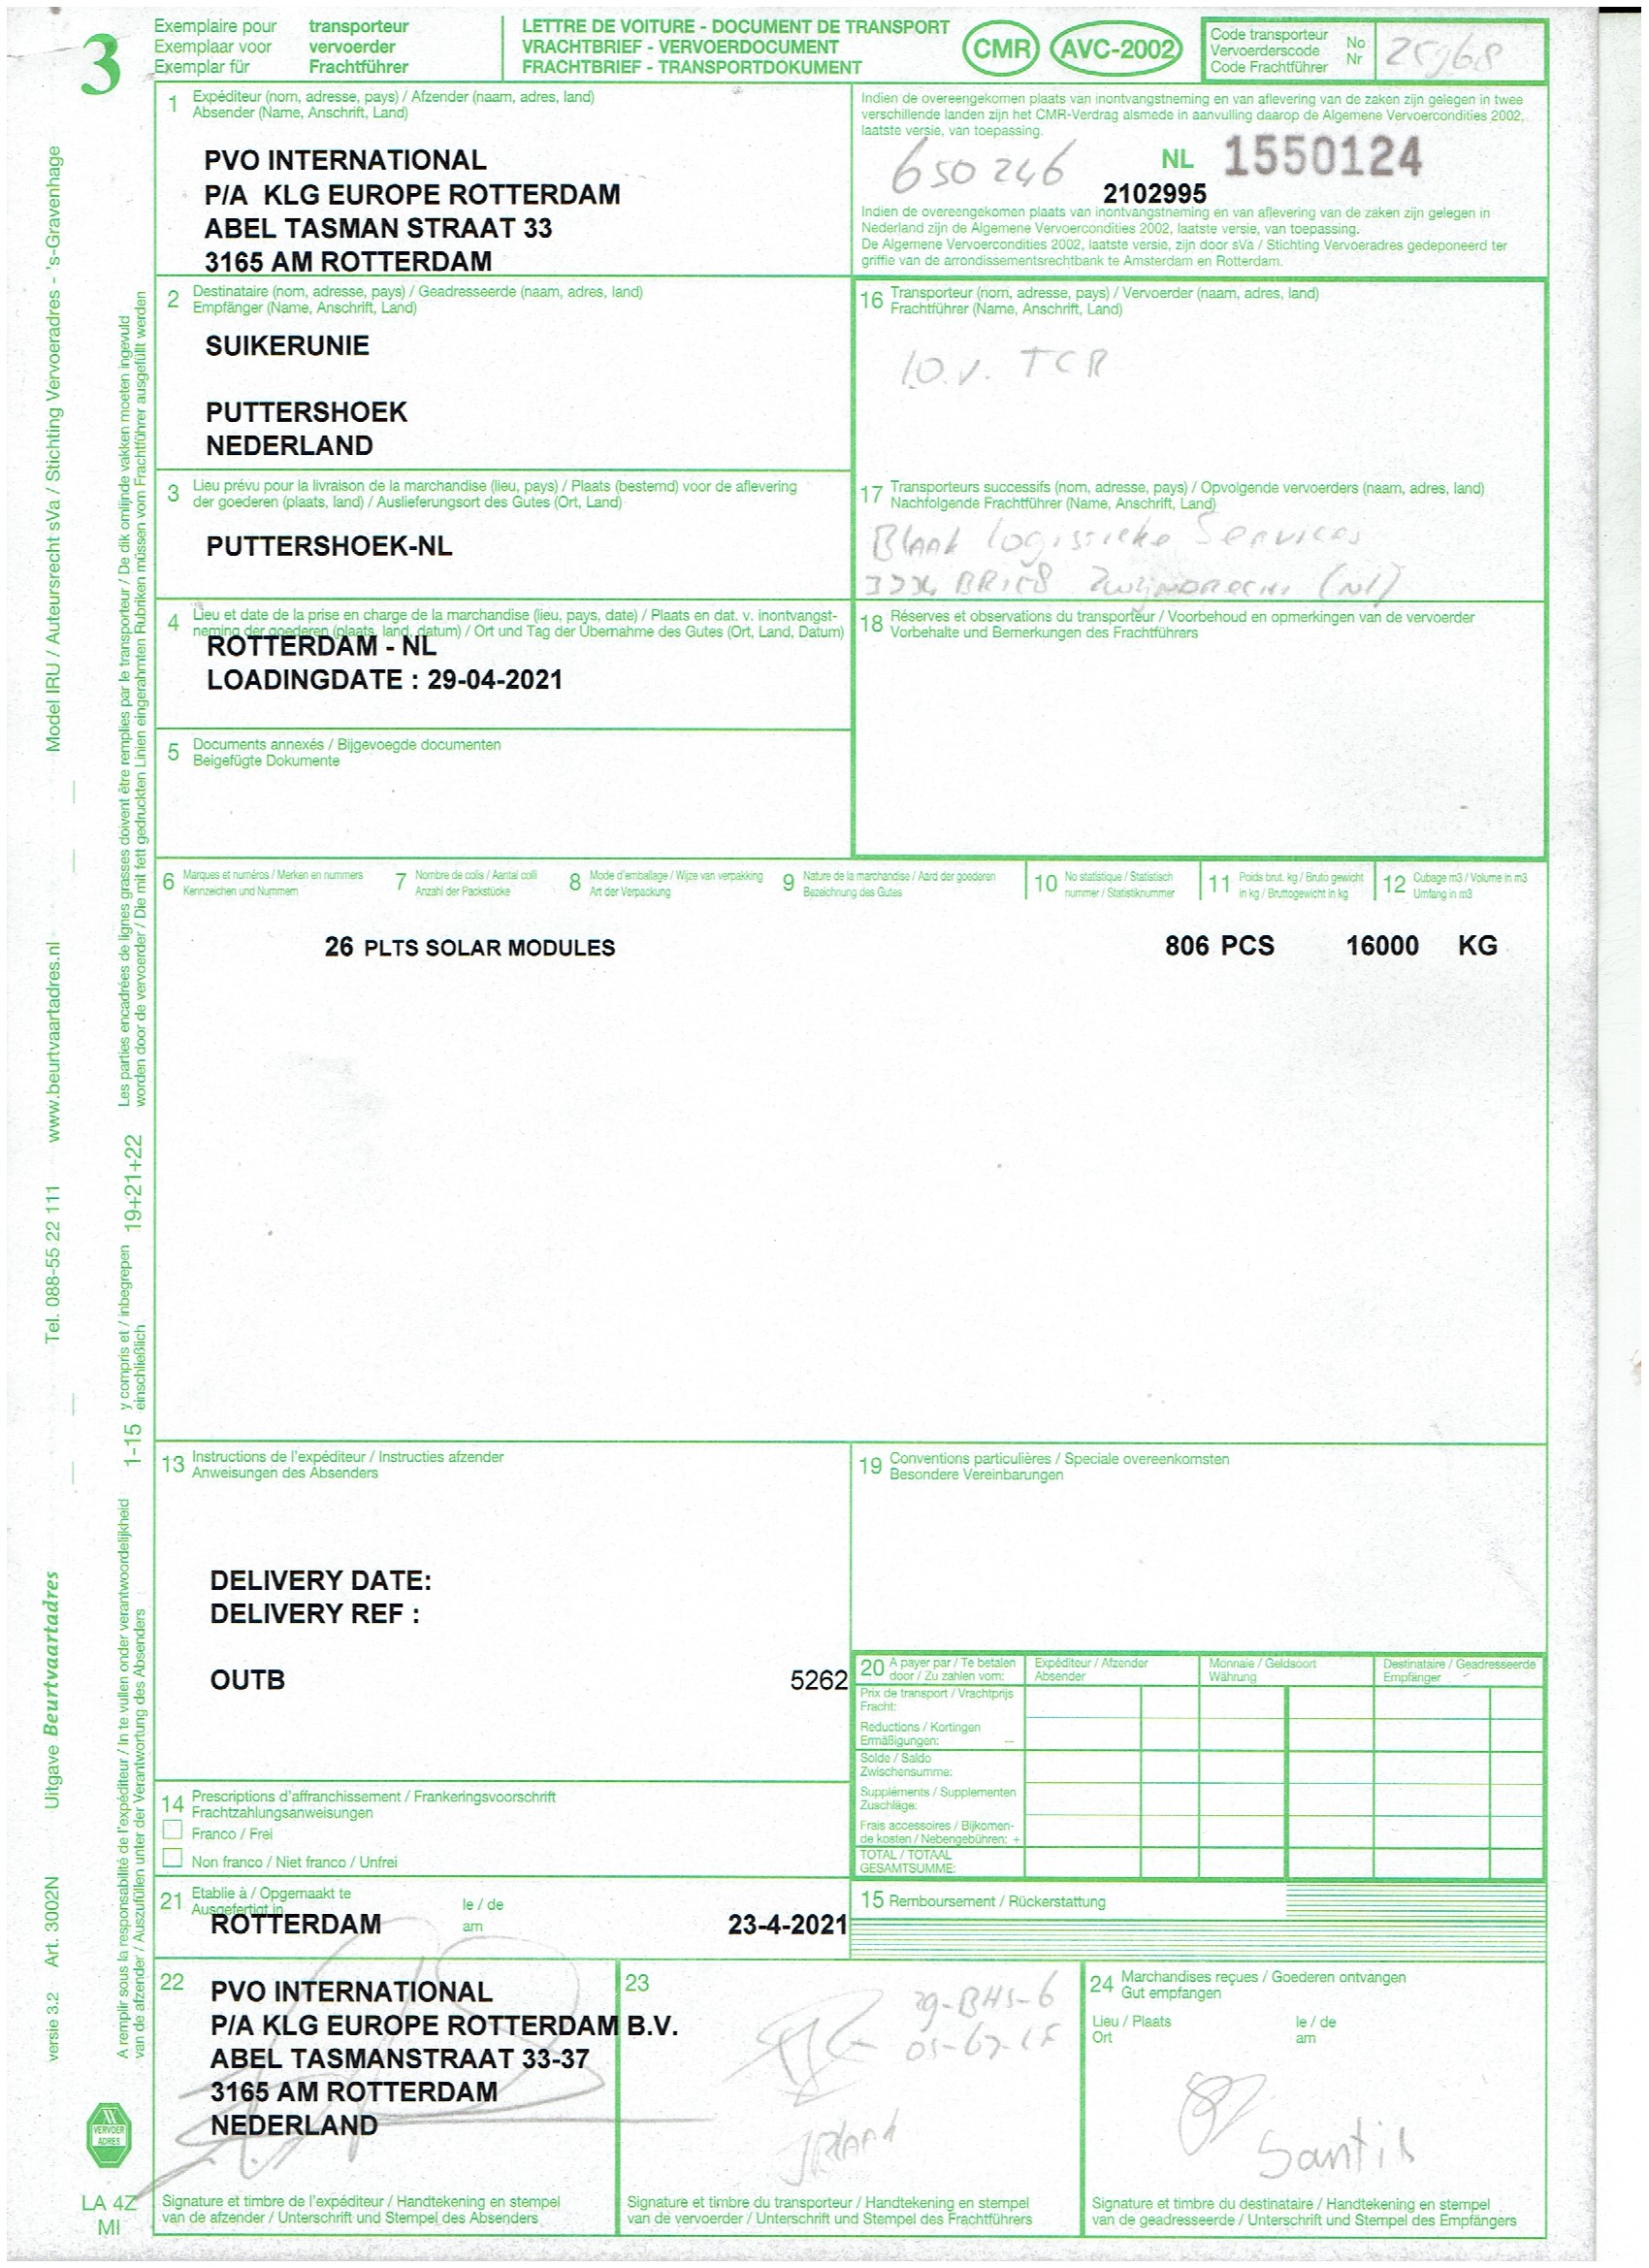 3
Exemplaire pour transporteur
Exemplaar voor vervoerder
Exemplar für Frachtführer
LETTRE DE VOITURE - DOCUMENT DE TRANSPORT
VRACHTBRIEF - VERVOERDOCUMENT
FRACHTBRIEF - TRANSPORTDOKUMENT
CMR AVC-2002
Code transporteur No
Vervoerderscode Nr
Code Frachtführer
25968
1 Expéditeur (nom, adresse, pays) / Afzender (naam, adres, land)
Absender (Name, Anschrift, Land)
PVO INTERNATIONAL
P/A KLG EUROPE ROTTERDAM
ABEL TASMAN STRAAT 33
3165 AM ROTTERDAM
Indien de overeengekomen plaats van inontvangstneming en van aflevering van de zaken zijn gelegen in twee
verschillende landen zijn het CMR-Verdrag alsmede in aanvulling daarop de Algemene Vervoercondities 2002,
laatste versie, van toepassing.
650246 NL 1550124
2102995
Indien de overeengekomen plaats van inontvangstneming en van aflevering van de zaken zijn gelegen in
Nederland zijn de Algemene Vervoercondities 2002, laatste versie, van toepassing.
De Algemene Vervoercondities 2002, laatste versie, zijn door sVa / Stichting Vervoeradres gedeponeerd ter
griffie van de arrondissementsrechtbank te Amsterdam en Rotterdam.
2 Destinataire (nom, adresse, pays) / Geadresseerde (naam, adres, land)
Empfänger (Name, Anschrift, Land)
SUIKERUNIE
PUTTERSHOEK
NEDERLAND
16 Transporteur (nom, adresse, pays) / Vervoerder (naam, adres, land)
Frachtführer (Name, Anschrift, Land)
I.O.V. TCR
3 Lieu prévu pour la livraison de la marchandise (lieu, pays) / Plaats (bestemd) voor de aflevering
der goederen (plaats, land) / Auslieferungsort des Gutes (Ort, Land)
PUTTERSHOEK-NL
17 Transporteurs successifs (nom, adresse, pays) / Opvolgende vervoerders (naam, adres, land)
Nachfolgende Frachtführer (Name, Anschrift, Land)
Blaak Logistieke Services
Zwijndrecht (NL)
4 Lieu et date de la prise en charge de la marchandise (lieu, pays, date) / Plaats en dat. v. inontvangst-
neming der goederen (plaats, land, datum) / Ort und Tag der Übernahme des Gutes (Ort, Land, Datum)
ROTTERDAM - NL
LOADINGDATE : 29-04-2021
18 Réserves et observations du transporteur / Voorbehoud en opmerkingen van de vervoerder
Vorbehalte und Bemerkungen des Frachtführers
5 Documents annexés / Bijgevoegde documenten
Beigefügte Dokumente
6 Marques et numéros / Merken en nummers
Kennzeichen und Nummern
7 Nombre de colis / Aantal colli
Anzahl der Packstücke
8 Mode d'emballage / Wijze van verpakking
Art der Verpackung
9 Nature de la marchandise / Aard der goederen
Bezeichnung des Gutes
10 No statistique / Statistisch
nummer / Statistiknummer
11 Poids brut. kg / Bruto gewicht
in kg / Bruttogewicht in kg
12 Cubage m3 / Volume in m3
Umfang in m3
26 PLTS SOLAR MODULES 806 PCS 16000 KG
13 Instructions de l'expéditeur / Instructies afzender
Anweisungen des Absenders
DELIVERY DATE:
DELIVERY REF :
OUTB 5262
19 Conventions particulières / Speciale overeenkomsten
Besondere Vereinbarungen
20 A payer par / Te betalen
door / Zu zahlen vom:
Expéditeur / Afzender
Absender
Monnaie / Geldsoort
Währung
Destinataire / Geadresseerde
Empfänger
Prix de transport / Vrachtprijs
Fracht:
Reductions / Kortingen
Ermäßigungen: –
Solde / Saldo
Zwischensumme:
Suppléments / Supplementen
Zuschläge:
Frais accessoires / Bijkomen-
de kosten / Nebengebühren: +
TOTAL / TOTAAL
GESAMTSUMME:
14 Prescriptions d'affranchissement / Frankeringsvoorschrift
Frachtzahlungsanweisungen
Franco / Frei
Non franco / Niet franco / Unfrei
21 Etablie à / Opgemaakt te
Ausgefertigt in
le / de
am
ROTTERDAM 23-4-2021
15 Remboursement / Rückerstattung
22 PVO INTERNATIONAL
P/A KLG EUROPE ROTTERDAM B.V.
ABEL TASMANSTRAAT 33-37
3165 AM ROTTERDAM
NEDERLAND
Signature et timbre de l'expéditeur / Handtekening en stempel
van de afzender / Unterschrift und Stempel des Absenders
23
29-BHS-6
Signature et timbre du transporteur / Handtekening en stempel
van de vervoerder / Unterschrift und Stempel des Frachtführers
24 Marchandises reçues / Goederen ontvangen
Gut empfangen
Lieu / Plaats
Ort
le / de
am
Signature et timbre du destinataire / Handtekening en stempel
van de geadresseerde / Unterschrift und Stempel des Empfängers
Model IRU / Auteursrecht sVa / Stichting Vervoeradres - 's-Gravenhage
www.beurtvaartadres.nl
Tel. 088-55 22 111
Uitgave Beurtvaartadres
Art. 3002N
versie 3.2
Les parties encadrées de lignes grasses doivent être remplies par le transporteur / De dik omlijnde vakken moeten ingevuld
worden door de vervoerder / Die mit fett gedruckten Linien eingerahmten Rubriken müssen vom Frachtführer ausgefüllt werden
19+21+22
y compris et / inbegrepen
einschließlich
1-15
A remplir sous la responsabilité de l'expéditeur / In te vullen onder verantwoordelijkheid
van de afzender / Auszufüllen unter der Verantwortung des Absenders
VERVOER
ADRES
LA 4Z
MI